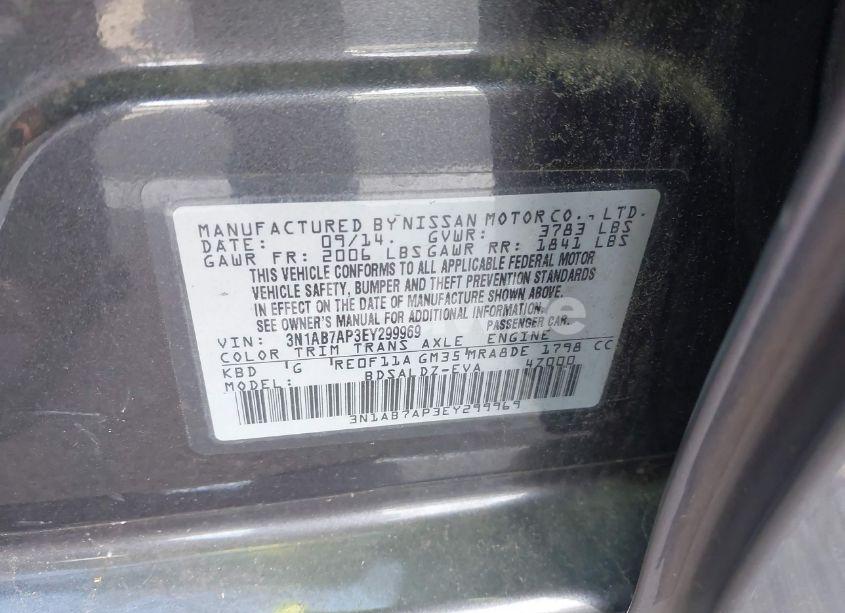 MANUFACTURED BY NISSAN MOTOR CO., LTD.
DATE: 09/14. GVWR: 3783 LBS
GAWR FR: 2006 LBS GAWR RR: 1841 LBS
THIS VEHICLE CONFORMS TO ALL APPLICABLE FEDERAL MOTOR
VEHICLE SAFETY, BUMPER AND THEFT PREVENTION STANDARDS
IN EFFECT ON THE DATE OF MANUFACTURE SHOWN ABOVE.
SEE OWNER'S MANUAL FOR ADDITIONAL INFORMATION.
VIN: 3N1AB7AP3EY299969 PASSENGER CAR.
COLOR TRIM TRANS AXLE ENGINE
KBD G RE0F11A GM35 MRA8DE 1798 CC
MODEL: BDSALD7-EVA 47000
3N1AB7AP3EY299969